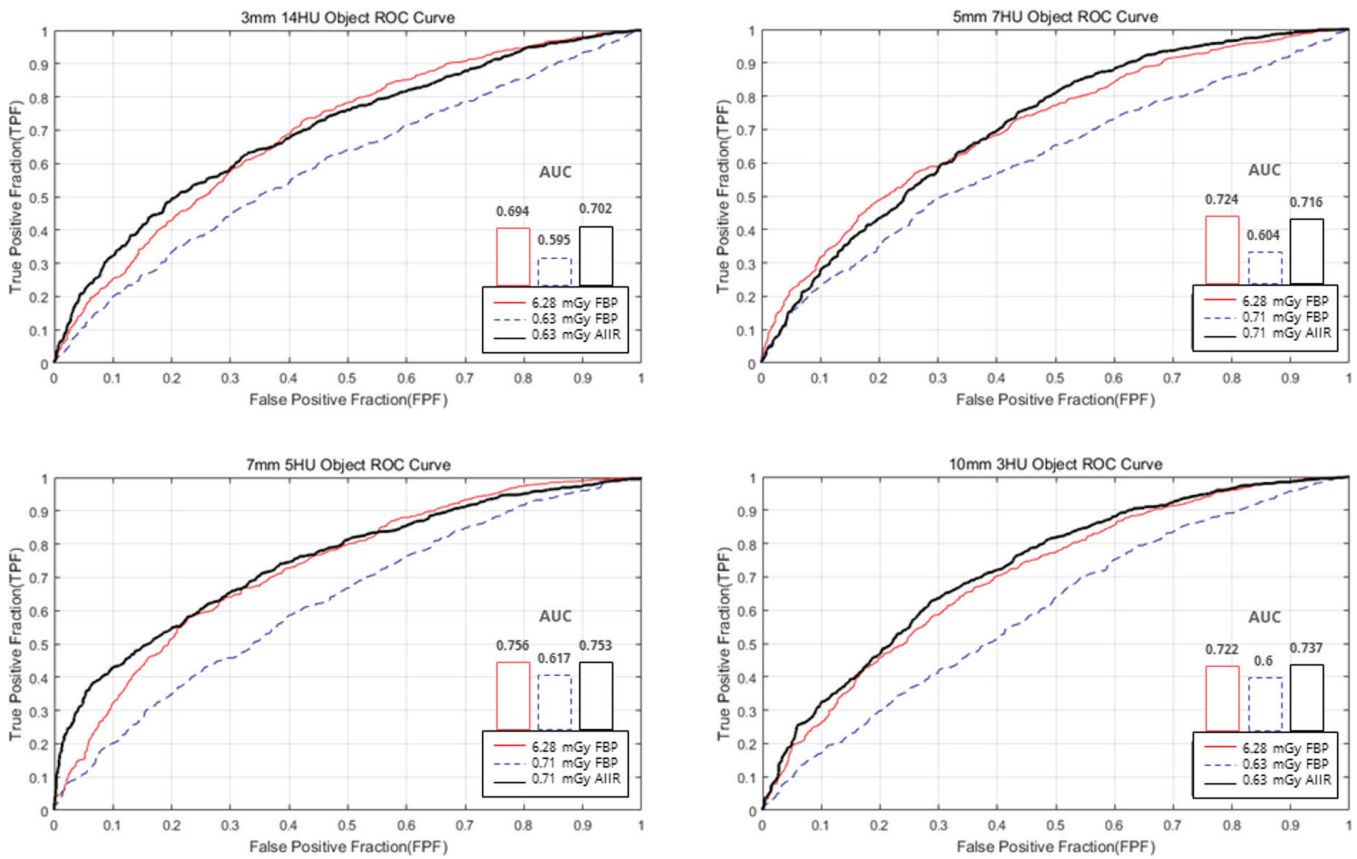 3mm 14HU Object ROC Curve
True Positive Fraction(TPF)
1
0.9
0.8
0.7
0.6
0.5
0.4
0.3
0.2
0.1
0
AUC
0.694
0.595
0.702
6.28 mGy FBP
0.63 mGy FBP
0.63 mGy AIIR
0 0.1 0.2 0.3 0.4 0.5 0.6 0.7 0.8 0.9 1
False Positive Fraction(FPF)
5mm 7HU Object ROC Curve
True Positive Fraction(TPF)
1
0.9
0.8
0.7
0.6
0.5
0.4
0.3
0.2
0.1
0
AUC
0.724
0.604
0.716
6.28 mGy FBP
0.71 mGy FBP
0.71 mGy AIIR
0 0.1 0.2 0.3 0.4 0.5 0.6 0.7 0.8 0.9 1
False Positive Fraction(FPF)
7mm 5HU Object ROC Curve
True Positive Fraction(TPF)
1
0.9
0.8
0.7
0.6
0.5
0.4
0.3
0.2
0.1
0
AUC
0.756
0.617
0.753
6.28 mGy FBP
0.71 mGy FBP
0.71 mGy AIIR
0 0.1 0.2 0.3 0.4 0.5 0.6 0.7 0.8 0.9 1
False Positive Fraction(FPF)
10mm 3HU Object ROC Curve
True Positive Fraction(TPF)
1
0.9
0.8
0.7
0.6
0.5
0.4
0.3
0.2
0.1
0
AUC
0.722
0.6
0.737
6.28 mGy FBP
0.63 mGy FBP
0.63 mGy AIIR
0 0.1 0.2 0.3 0.4 0.5 0.6 0.7 0.8 0.9 1
False Positive Fraction(FPF)